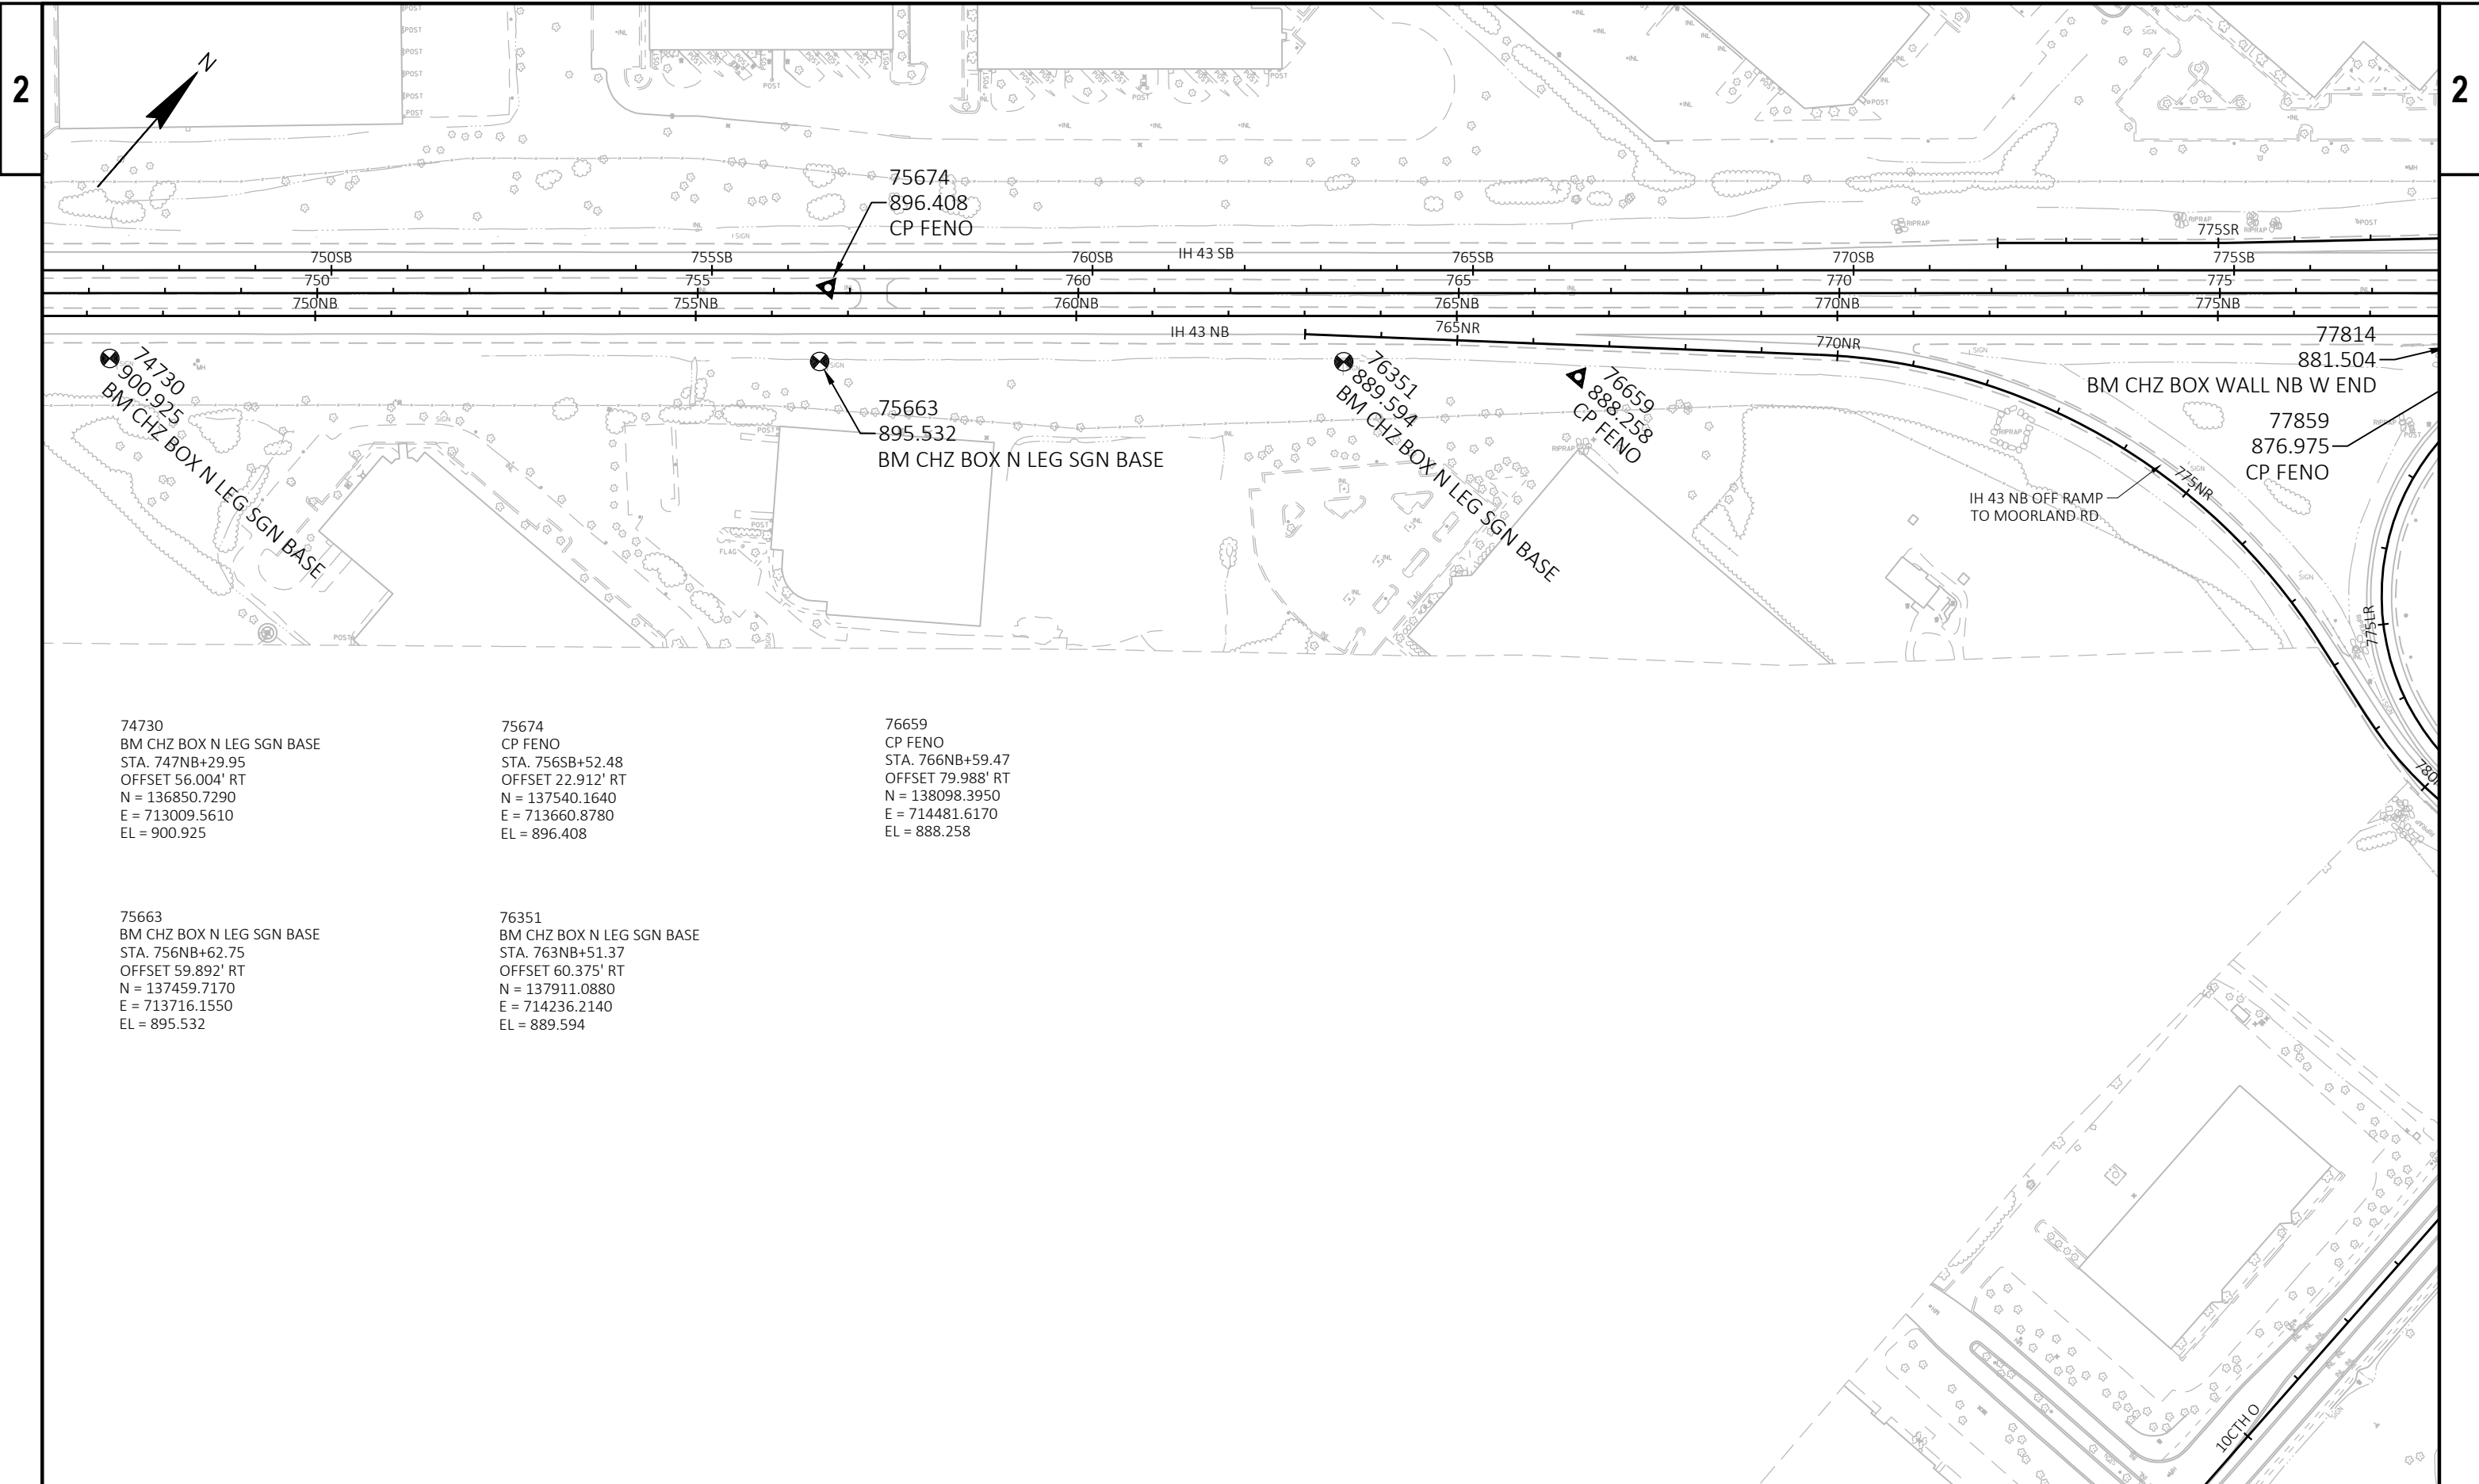 2
2
N
75674
896.408
CP FENO
775SR
750SB
755SB
760SB
IH 43 SB
765SB
770SB
775SB
750
755
760
765
770
775
750NB
755NB
760NB
765NB
770NB
775NB
IH 43 NB
765NR
770NR
77814
881.504
BM CHZ BOX WALL NB W END
77859
876.975
CP FENO
74730
900.925
BM CHZ BOX N LEG SGN BASE
75663
895.532
BM CHZ BOX N LEG SGN BASE
76351
889.594
BM CHZ BOX N LEG SGN BASE
76659
888.258
CP FENO
775NR
IH 43 NB OFF RAMP
TO MOORLAND RD
775LR
74730
BM CHZ BOX N LEG SGN BASE
STA. 747NB+29.95
OFFSET 56.004' RT
N = 136850.7290
E = 713009.5610
EL = 900.925
75674
CP FENO
STA. 756SB+52.48
OFFSET 22.912' RT
N = 137540.1640
E = 713660.8780
EL = 896.408
76659
CP FENO
STA. 766NB+59.47
OFFSET 79.988' RT
N = 138098.3950
E = 714481.6170
EL = 888.258
75663
BM CHZ BOX N LEG SGN BASE
STA. 756NB+62.75
OFFSET 59.892' RT
N = 137459.7170
E = 713716.1550
EL = 895.532
76351
BM CHZ BOX N LEG SGN BASE
STA. 763NB+51.37
OFFSET 60.375' RT
N = 137911.0880
E = 714236.2140
EL = 889.594
10CTH O